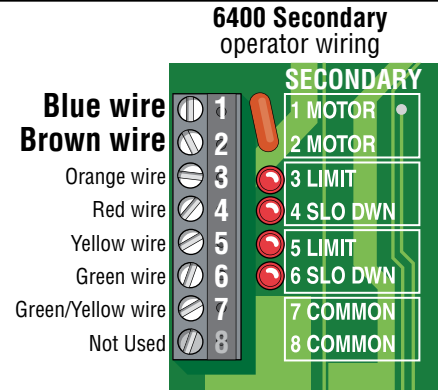 6400 Secondary
operator wiring
SECONDARY
Blue wire 1 1 MOTOR
Brown wire 2 2 MOTOR
Orange wire 3 3 LIMIT
Red wire 4 4 SLO DWN
Yellow wire 5 5 LIMIT
Green wire 6 6 SLO DWN
Green/Yellow wire 7 7 COMMON
Not Used 8 8 COMMON